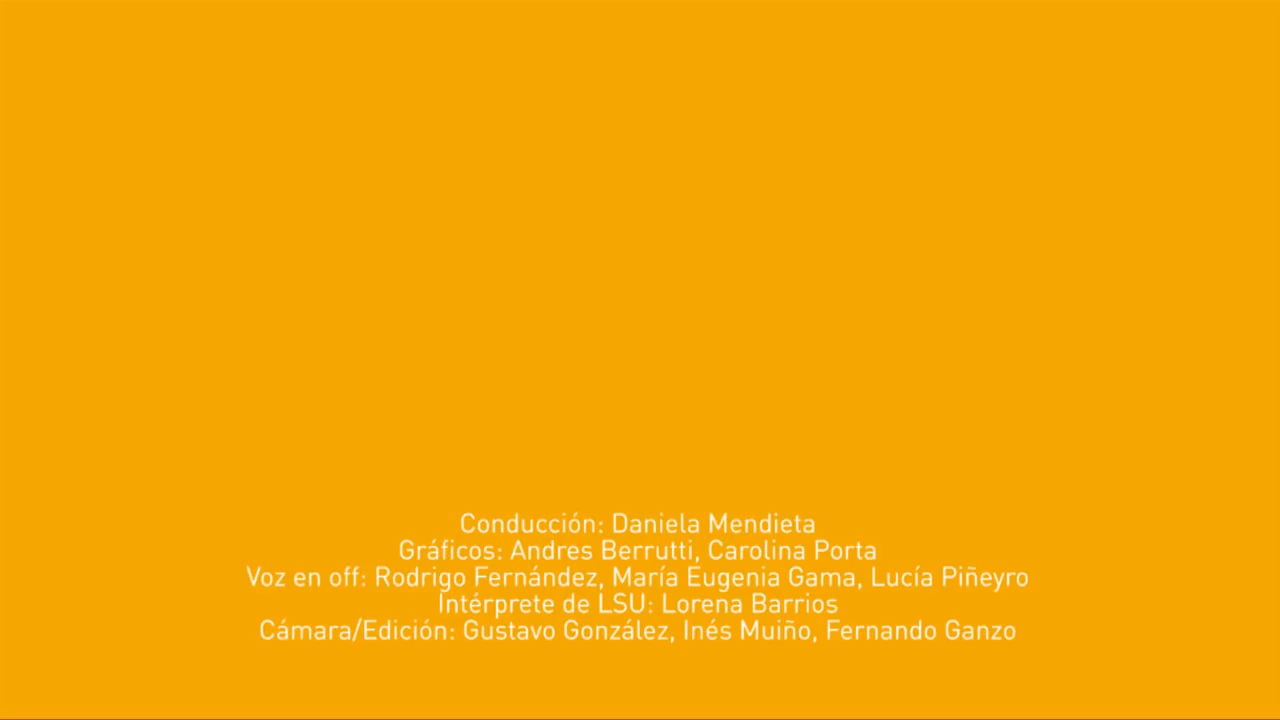 Conducción: Daniela Mendieta
Gráficos: Andres Berrutti, Carolina Porta
Voz en off: Rodrigo Fernández, María Eugenia Gama, Lucía Piñeyro
Intérprete de LSU: Lorena Barrios
Cámara/Edición: Gustavo González, Inés Muiño, Fernando Ganzo